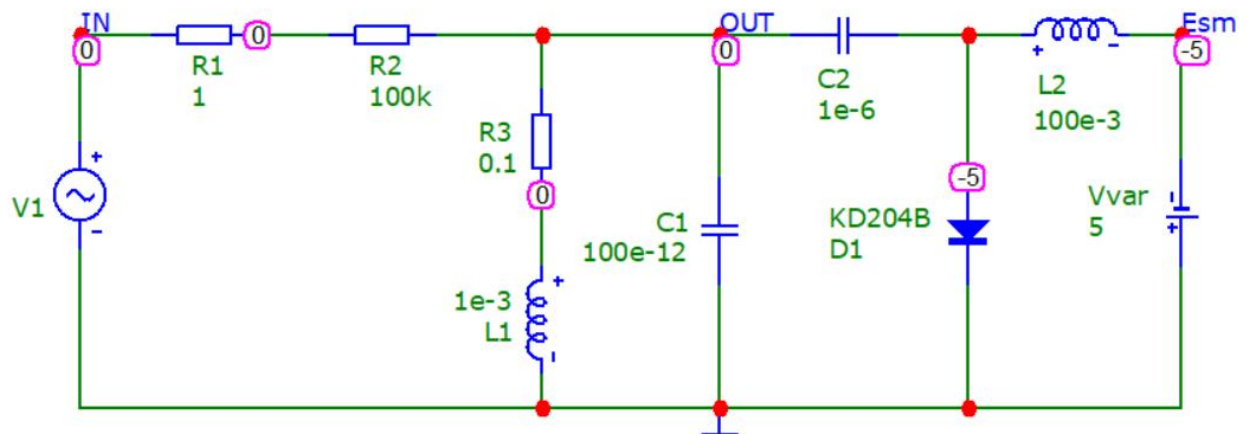 IN
OUT
Esm
0
0
0
-5
R1
1
R2
100k
C2
1e-6
+
-
L2
100e-3
R3
0.1
0
-5
+
V1
-
C1
100e-12
KD204B
D1
Vvar
5
-
+
1e-3
L1
+
-